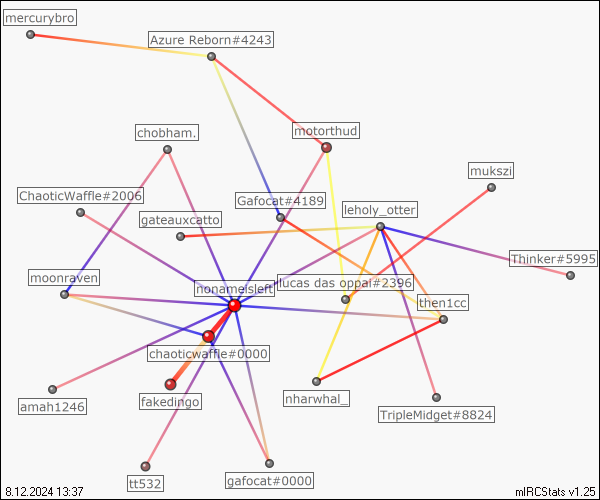 mercurybro
Azure Reborn#4243
chobham.
motorthud
mukszi
ChaoticWaffle#2006
Gafocat#4189
leholy_otter
gateauxcatto
Thinker#5995
moonraven
nonameisleft
lucas das oppai#2396
then1cc
chaoticwaffle#0000
fakedingo
nharwhal_
amah1246
TripleMidget#8824
tt532
gafocat#0000
8.12.2024 13:37
mIRCStats v1.25